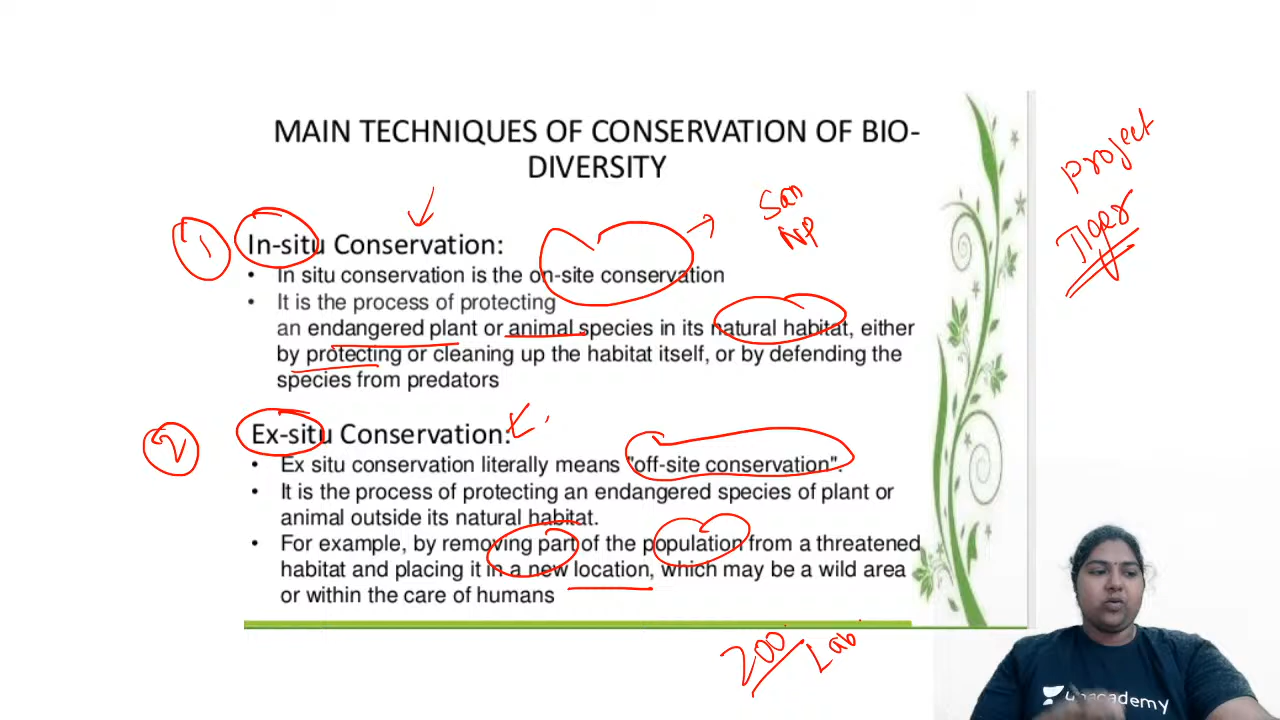 MAIN TECHNIQUES OF CONSERVATION OF BIO-
DIVERSITY
Project
Tiger
San
NP
1
In-situ Conservation:
• In situ conservation is the on-site conservation
• It is the process of protecting
an endangered plant or animal species in its natural habitat, either
by protecting or cleaning up the habitat itself, or by defending the
species from predators
2
Ex-situ Conservation:
• Ex situ conservation literally means "off-site conservation".
• It is the process of protecting an endangered species of plant or
animal outside its natural habitat.
• For example, by removing part of the population from a threatened
habitat and placing it in a new location, which may be a wild area
or within the care of humans
Lab
unacademy